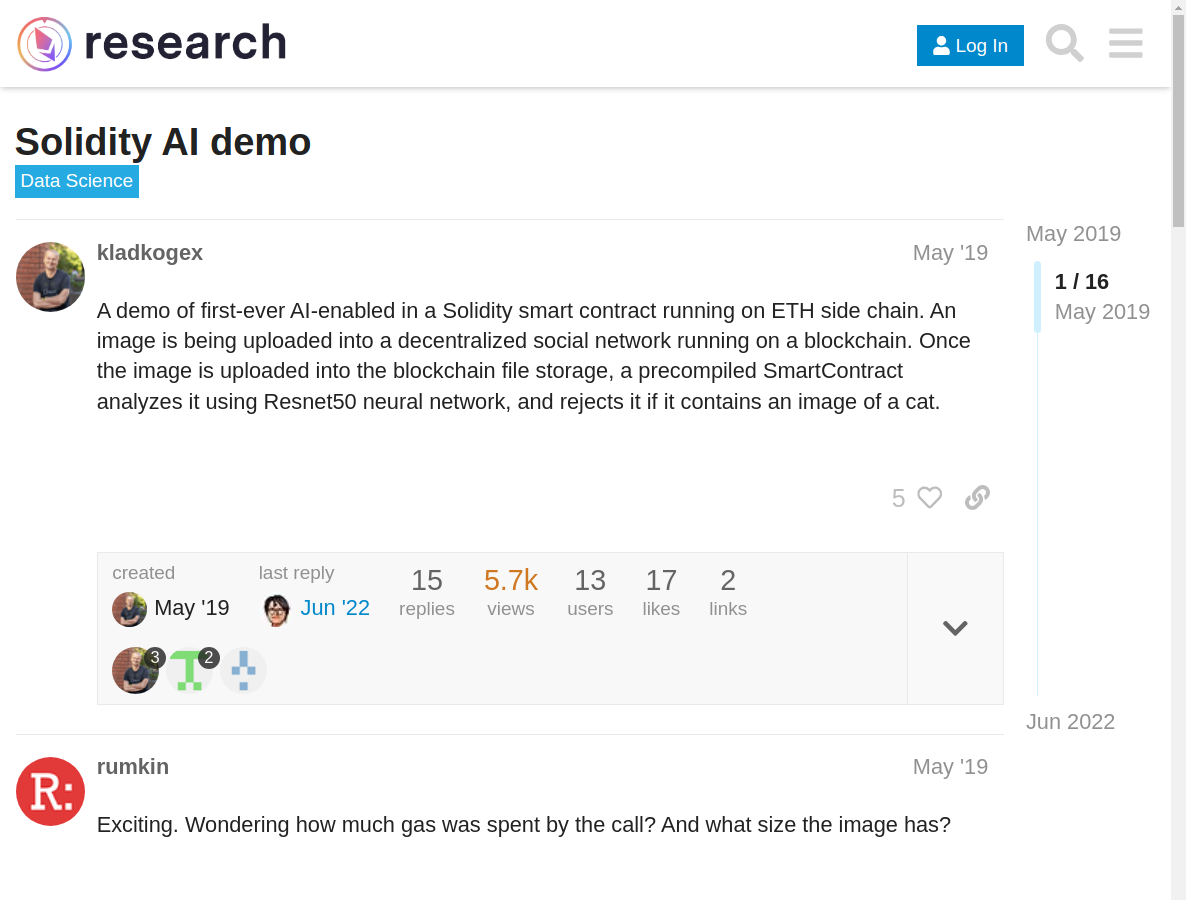 research
Log In
Solidity AI demo
Data Science
kladkogex
May '19
May 2019
1 / 16
May 2019
A demo of first-ever AI-enabled in a Solidity smart contract running on ETH side chain. An
image is being uploaded into a decentralized social network running on a blockchain. Once
the image is uploaded into the blockchain file storage, a precompiled SmartContract
analyzes it using Resnet50 neural network, and rejects it if it contains an image of a cat.
5
created
last reply
15
5.7k
13
17
2
May '19
Jun '22
replies
views
users
likes
links
3
2
Jun 2022
R:
rumkin
May '19
Exciting. Wondering how much gas was spent by the call? And what size the image has?